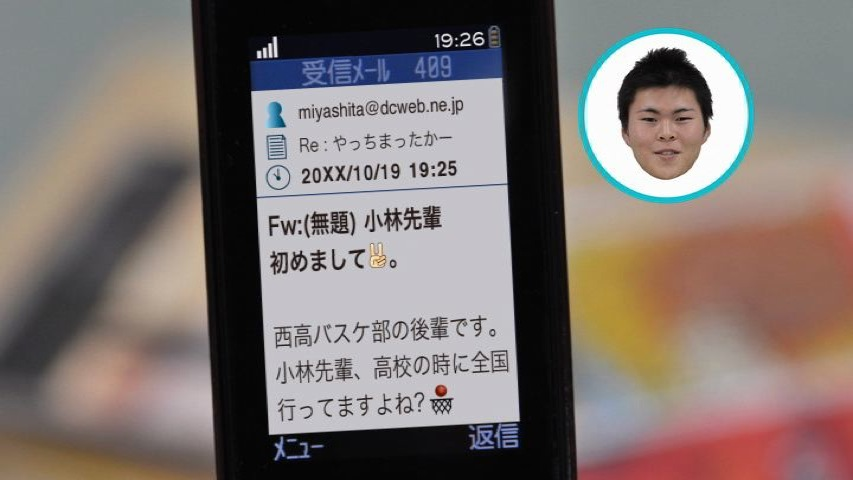 19:26
受信ﾒｰﾙ 409
miyashita@dcweb.ne.jp
Re : やっちまったかー
20XX/10/19 19:25
Fw:(無題) 小林先輩
初めまして✌。
西高バスケ部の後輩です。
小林先輩、高校の時に全国
行ってますよね?
ﾒﾆｭｰ
返信